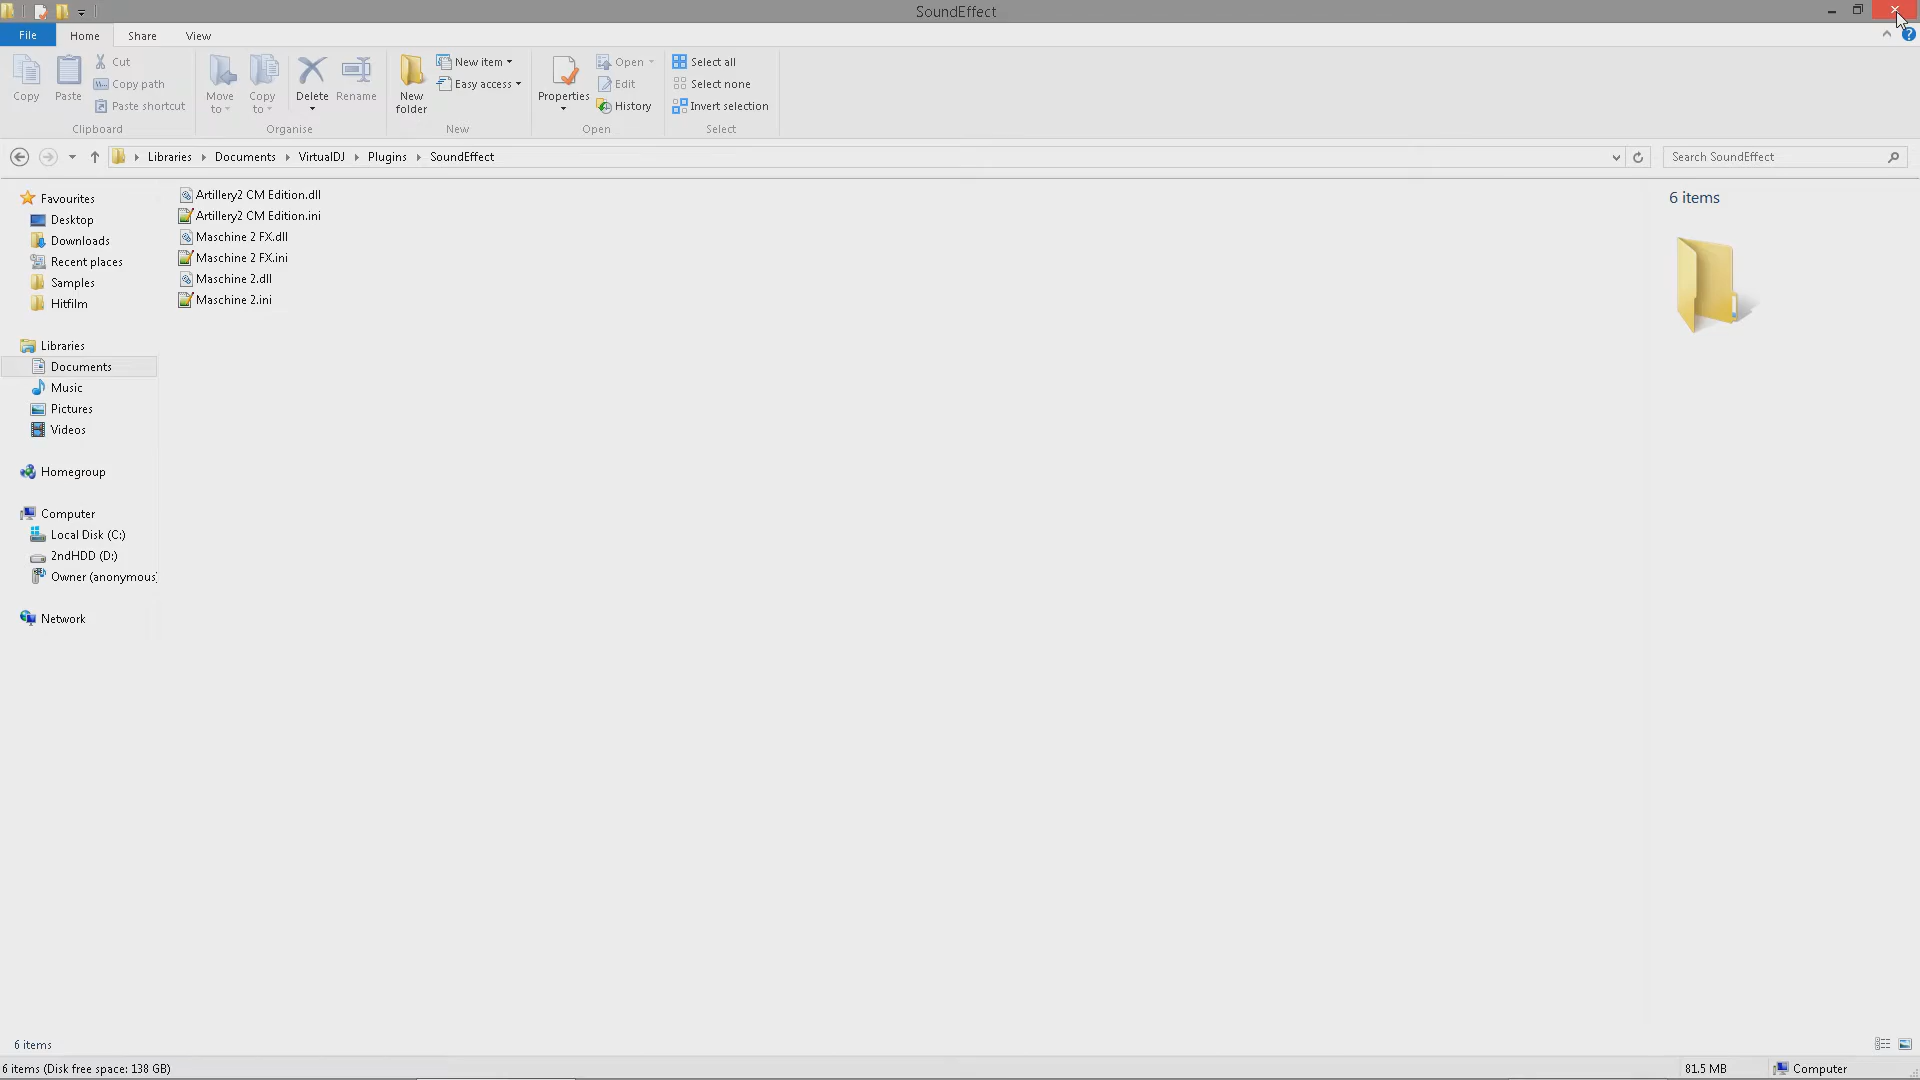 SoundEffect
File Home Share View
Copy Paste Cut Copy path Paste shortcut
Move to Copy to Delete Rename
New folder New item Easy access
Properties Open Edit History
Select all Select none Invert selection
Clipboard Organise New Open Select
Libraries Documents VirtualDJ Plugins SoundEffect
Search SoundEffect
Favourites
Desktop
Downloads
Recent places
Samples
Hitfilm
Libraries
Documents
Music
Pictures
Videos
Homegroup
Computer
Local Disk (C:)
2ndHDD (D:)
Owner (anonymous)
Network
Artillery2 CM Edition.dll
Artillery2 CM Edition.ini
Maschine 2 FX.dll
Maschine 2 FX.ini
Maschine 2.dll
Maschine 2.ini
6 items
6 items
6 items (Disk free space: 138 GB) 81.5 MB Computer